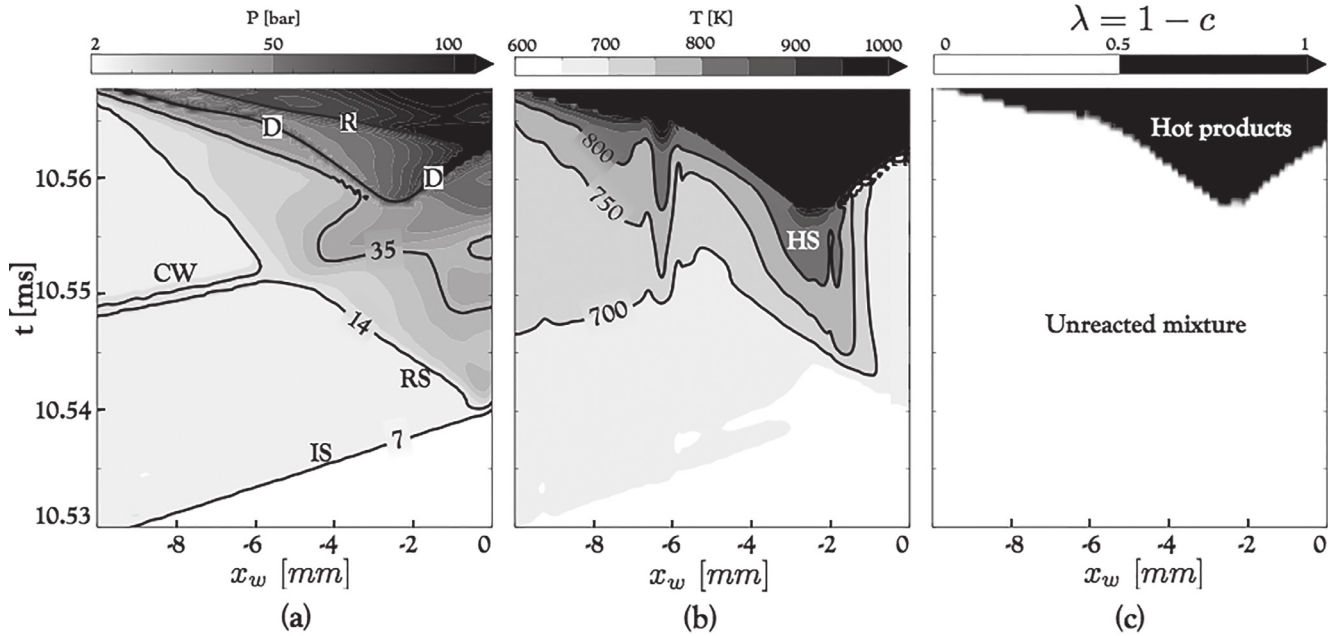 P [bar]
2 50 100
T [K]
600 700 800 900 1000
λ = 1 − c
0 0.5 1
D R D
CW
35
14
RS
IS
7
t [ms]
10.56
10.55
10.54
10.53
-8 -6 -4 -2 0
x_w [mm]
(a)
800
750
700
HS
-8 -6 -4 -2 0
x_w [mm]
(b)
Hot products
Unreacted mixture
-8 -6 -4 -2 0
x_w [mm]
(c)